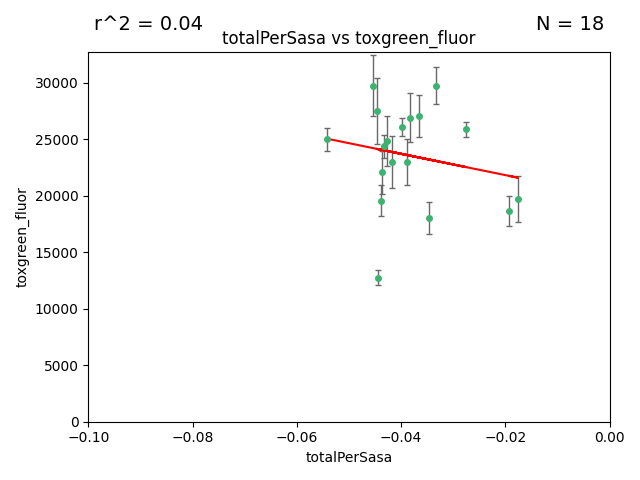 r^2 = 0.04
N = 18
totalPerSasa vs toxgreen_fluor
30000
25000
20000
15000
10000
5000
0
toxgreen_fluor
−0.10
−0.08
−0.06
−0.04
−0.02
0.00
totalPerSasa